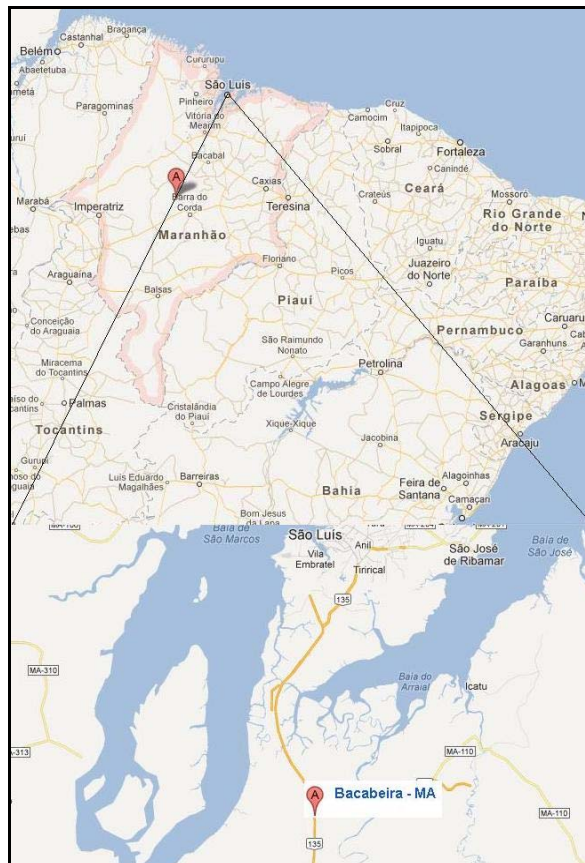 Bragança
Castanhal
Belém
Abaetetuba
Cururupu
São Luis
Pinheiro
Paragominas
Vitória do
Mearim
Camocim
Cruz
Itapipoca
Bacabal
Sobral
Fortaleza
A
Canindé
Caxias
Ceará
Marabá
Imperatriz
Barra do
Corda
Teresina
Crateús
Mossoró
Maranhão
Rio Grande
do Norte
Iguatu
Floriano
Juazeiro
do Norte
Araguaína
Picos
Paraíba
Balsas
Piauí
Conceição
do Araguaia
Pernambuco
Caruaru
São Raimundo
Nonato
Garanhuns
Miracema
do Tocantins
Petrolina
Alagoas
Campo Alegre
de Lourdes
Palmas
Cristalândia
do Piauí
Sergipe
Tocantins
Xique-Xique
Jacobina
Aracaju
Gurupi
Luís Eduardo
Magalhães
Barreiras
Alagoinhas
Feira de
Santana
Bahia
Camaçari
Bom Jesus
da Lapa
Baía de
São Marcos
São Luís
Anil
Vila
Embratel
Tirirical
São José
de Ribamar
Baía de
São José
135
MA-310
Baía do
Arraial
Icatu
MA-313
MA-110
A
Bacabeira - MA
MA-110
135